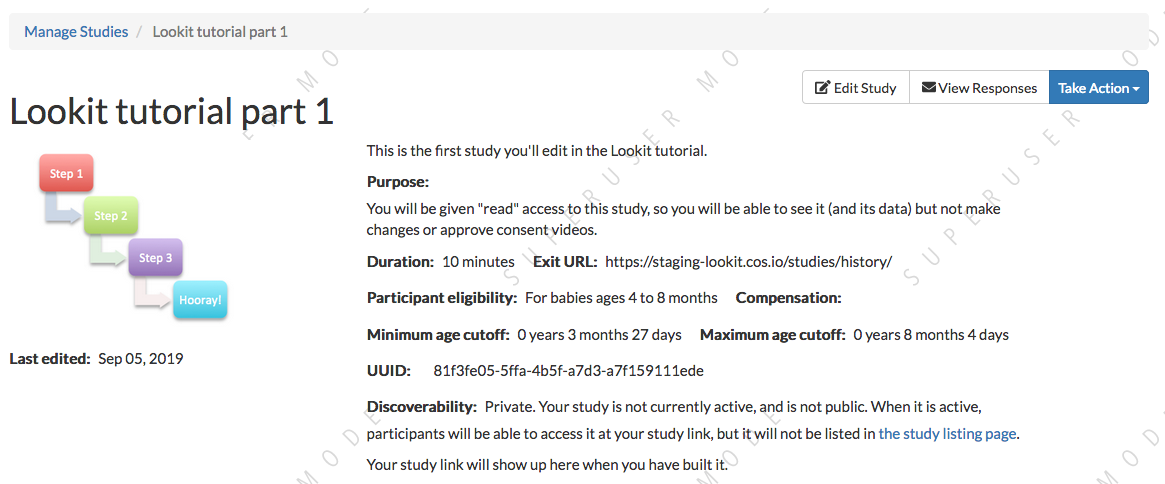 Manage Studies / Lookit tutorial part 1
Edit Study View Responses Take Action
Lookit tutorial part 1
Step 1
Step 2
Step 3
Hooray!
Last edited: Sep 05, 2019
This is the first study you'll edit in the Lookit tutorial.
Purpose:
You will be given "read" access to this study, so you will be able to see it (and its data) but not make
changes or approve consent videos.
Duration: 10 minutes Exit URL: https://staging-lookit.cos.io/studies/history/
Participant eligibility: For babies ages 4 to 8 months Compensation:
Minimum age cutoff: 0 years 3 months 27 days Maximum age cutoff: 0 years 8 months 4 days
UUID: 81f3fe05-5ffa-4b5f-a7d3-a7f159111ede
Discoverability: Private. Your study is not currently active, and is not public. When it is active,
participants will be able to access it at your study link, but it will not be listed in the study listing page.
Your study link will show up here when you have built it.
SUPERUSER MODE
SUPERUSER MODE
MODE
MODE
MODE